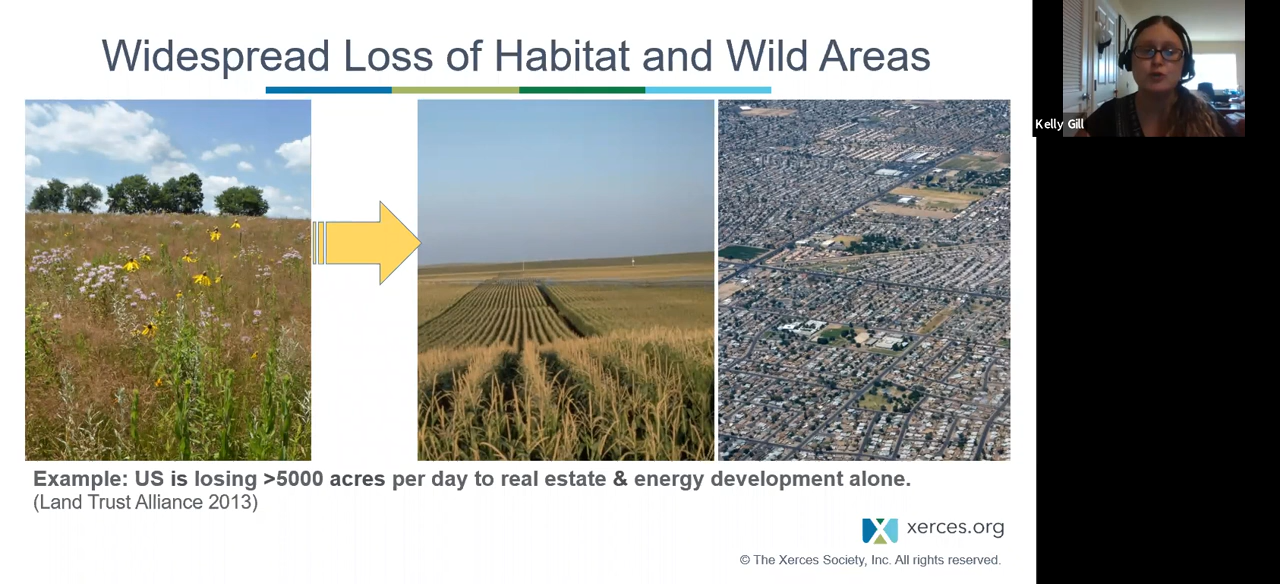 Widespread Loss of Habitat and Wild Areas
Kelly Gill
Example: US is losing >5000 acres per day to real estate & energy development alone.
(Land Trust Alliance 2013)
xerces.org
© The Xerces Society, Inc. All rights reserved.